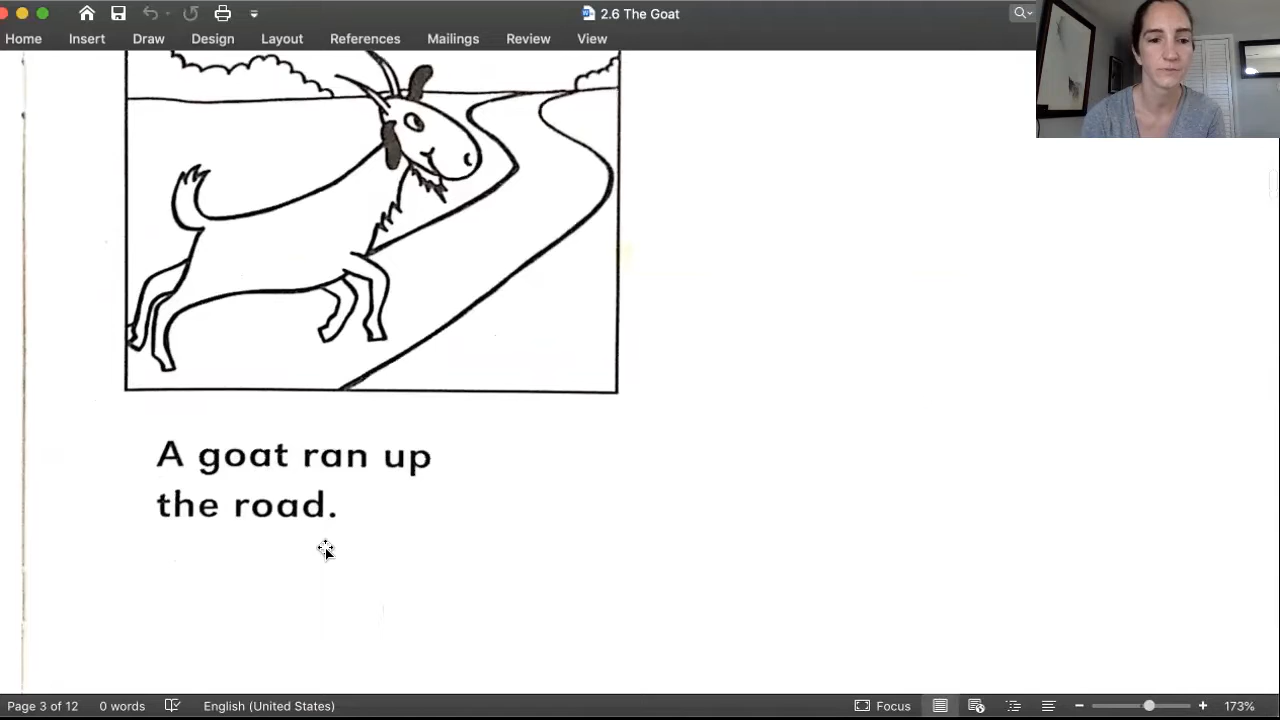 2.6 The Goat
Home Insert Draw Design Layout References Mailings Review View
A goat ran up
the road.
Page 3 of 12 0 words English (United States) Focus 173%